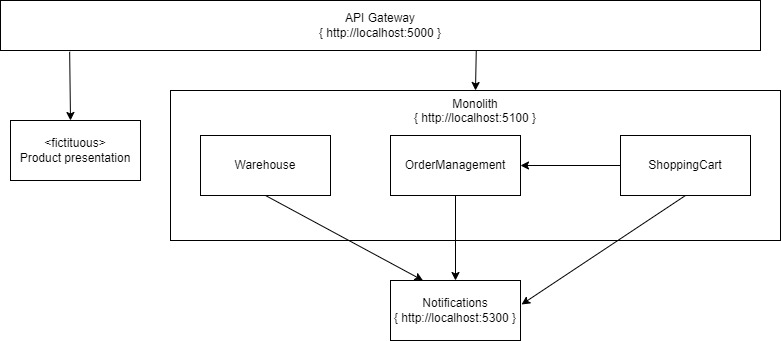 API Gateway
{ http://localhost:5000 }
Monolith
{ http://localhost:5100 }
<fictituous>
Product presentation
Warehouse
OrderManagement
ShoppingCart
Notifications
{ http://localhost:5300 }